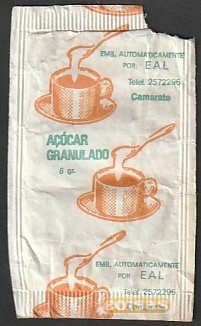 EMB. AUTOMATICAMENTE
POR: EAL
Telef. 2572296
Camarate
AÇÚCAR
GRANULADO
8 gr.
EMB. AUTOMATICAMENTE
POR EAL
Telef. 2572296